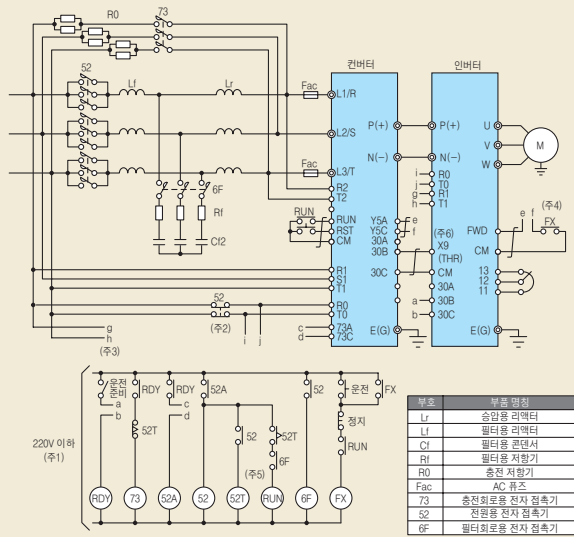 R0
73
52
Lf
Lr
Fac
컨버터
인버터
L1/R
P(+)
P(+)
U
V
W
M
L2/S
N(−)
N(−)
Fac
L3/T
R2
T2
6F
Rf
Cf2
i
j
g
h
R0
T0
R1
T1
RUN
RUN
RST
CM
Y5A
Y5C
30A
30B
30C
e
f
(주6)
X9
(THR)
CM
30A
30B
30C
a
b
FWD
CM
e
f
(주4)
FX
13
12
11
R1
S1
T1
R0
T0
73A
73C
c
d
E(G)
E(G)
52
(주2)
i
j
g
h
(주3)
220V 이하
(주1)
운전
준비
a
b
RDY
52T
RDY
c
d
52A
52
52T
(주5)
6F
52
운전
FX
정지
RUN
RDY
73
52A
52
52T
RUN
6F
FX
부호 부품 명칭
Lr 승압용 리액터
Lf 필터용 리액터
Cf 필터용 콘덴서
Rf 필터용 저항기
R0 충전 저항기
Fac AC 퓨즈
73 충전회로용 전자 접촉기
52 전원용 전자 접촉기
6F 필터회로용 전자 접촉기